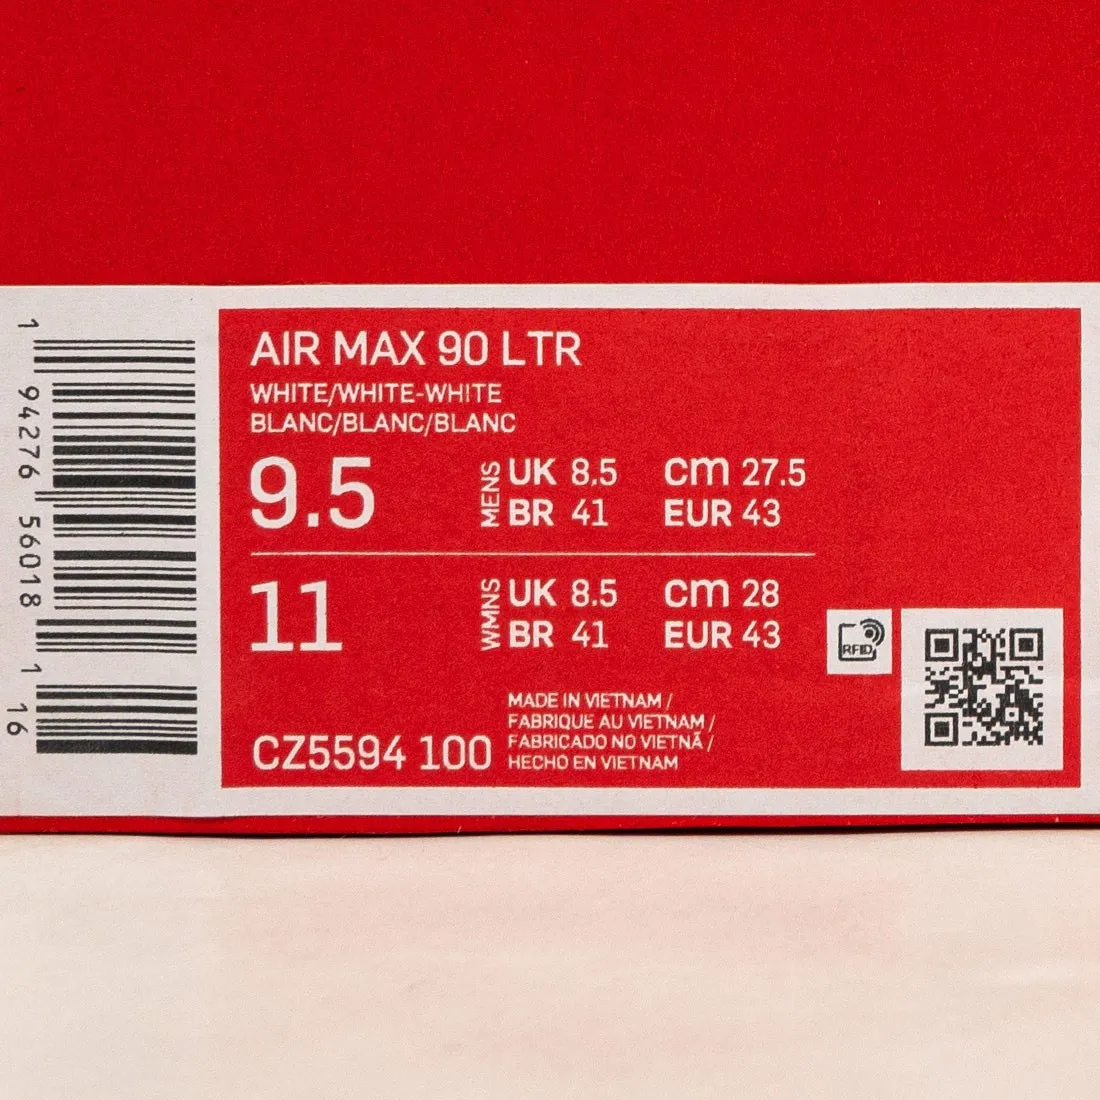 1 94276 56018 1 16
AIR MAX 90 LTR
WHITE/WHITE-WHITE
BLANC/BLANC/BLANC
9.5 MENS UK 8.5 cm 27.5
BR 41 EUR 43
11 WMNS UK 8.5 cm 28
BR 41 EUR 43
RFID
MADE IN VIETNAM /
FABRIQUE AU VIETNAM /
FABRICADO NO VIETNÃ /
HECHO EN VIETNAM
CZ5594 100